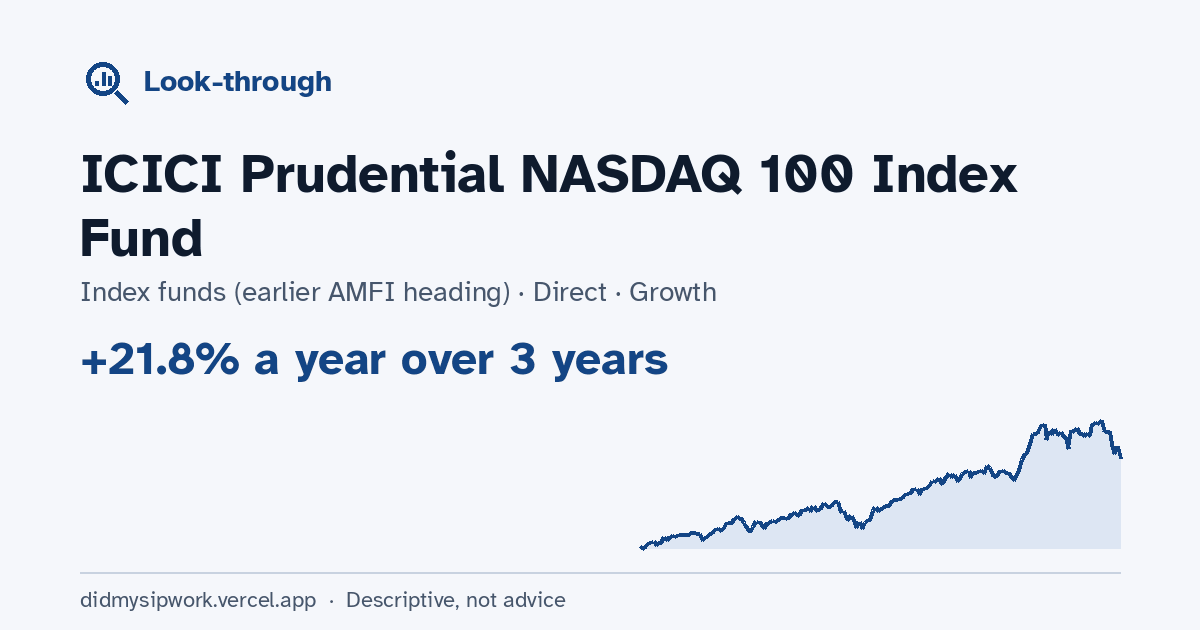 Look-through
ICICI Prudential NASDAQ 100 Index
Fund
Index funds (earlier AMFI heading) · Direct · Growth
+21.8% a year over 3 years
didmysipwork.vercel.app · Descriptive, not advice